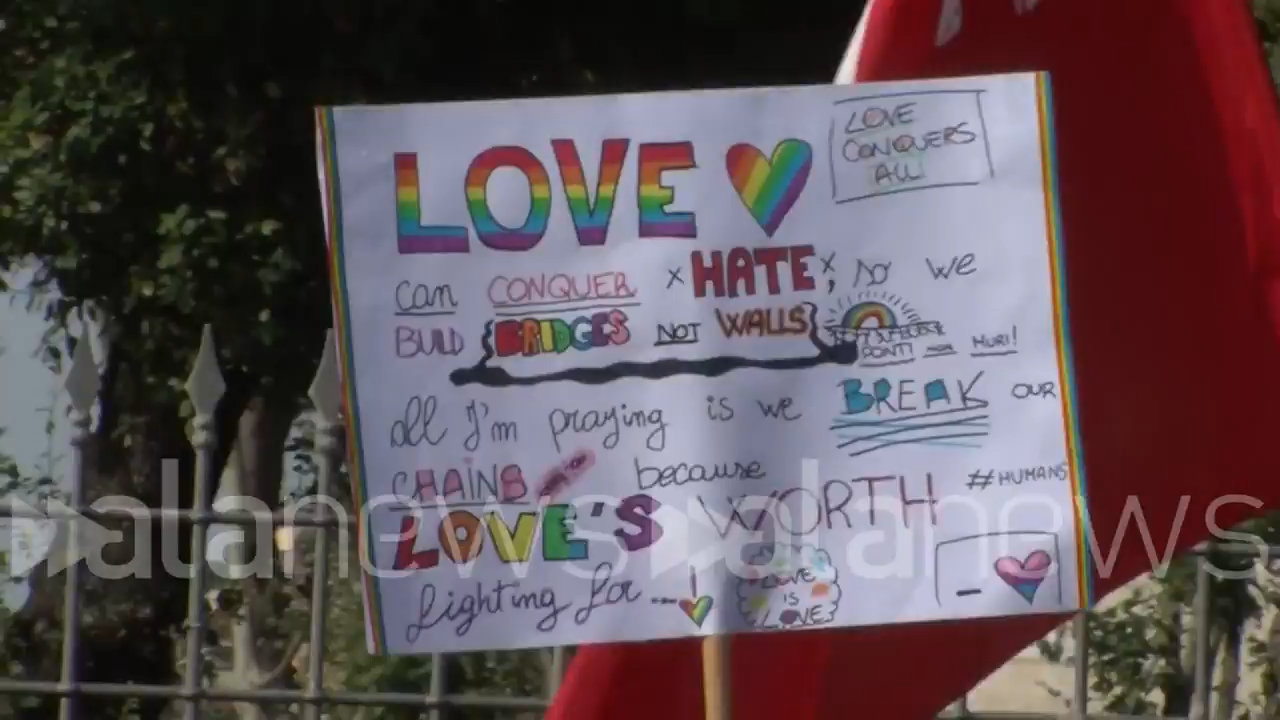 LOVE
LOVE
CONQUERS
ALL
can CONQUER x HATE x; so we
BUILD {BRIDGES NOT WALLS}
PONTI MURI!
all I'm praying is we BREAK OUR
CHAINS because
#HUMANS
LOVE'S WORTH
fighting for ...!
LOVE
IS
LOVE
alanews alanews